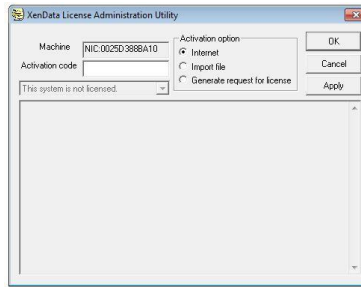 XenData License Administration Utility
Machine NIC:0025D388BA10
Activation code
This system is not licensed.
Activation option
Internet
Import file
Generate request for license
OK
Cancel
Apply